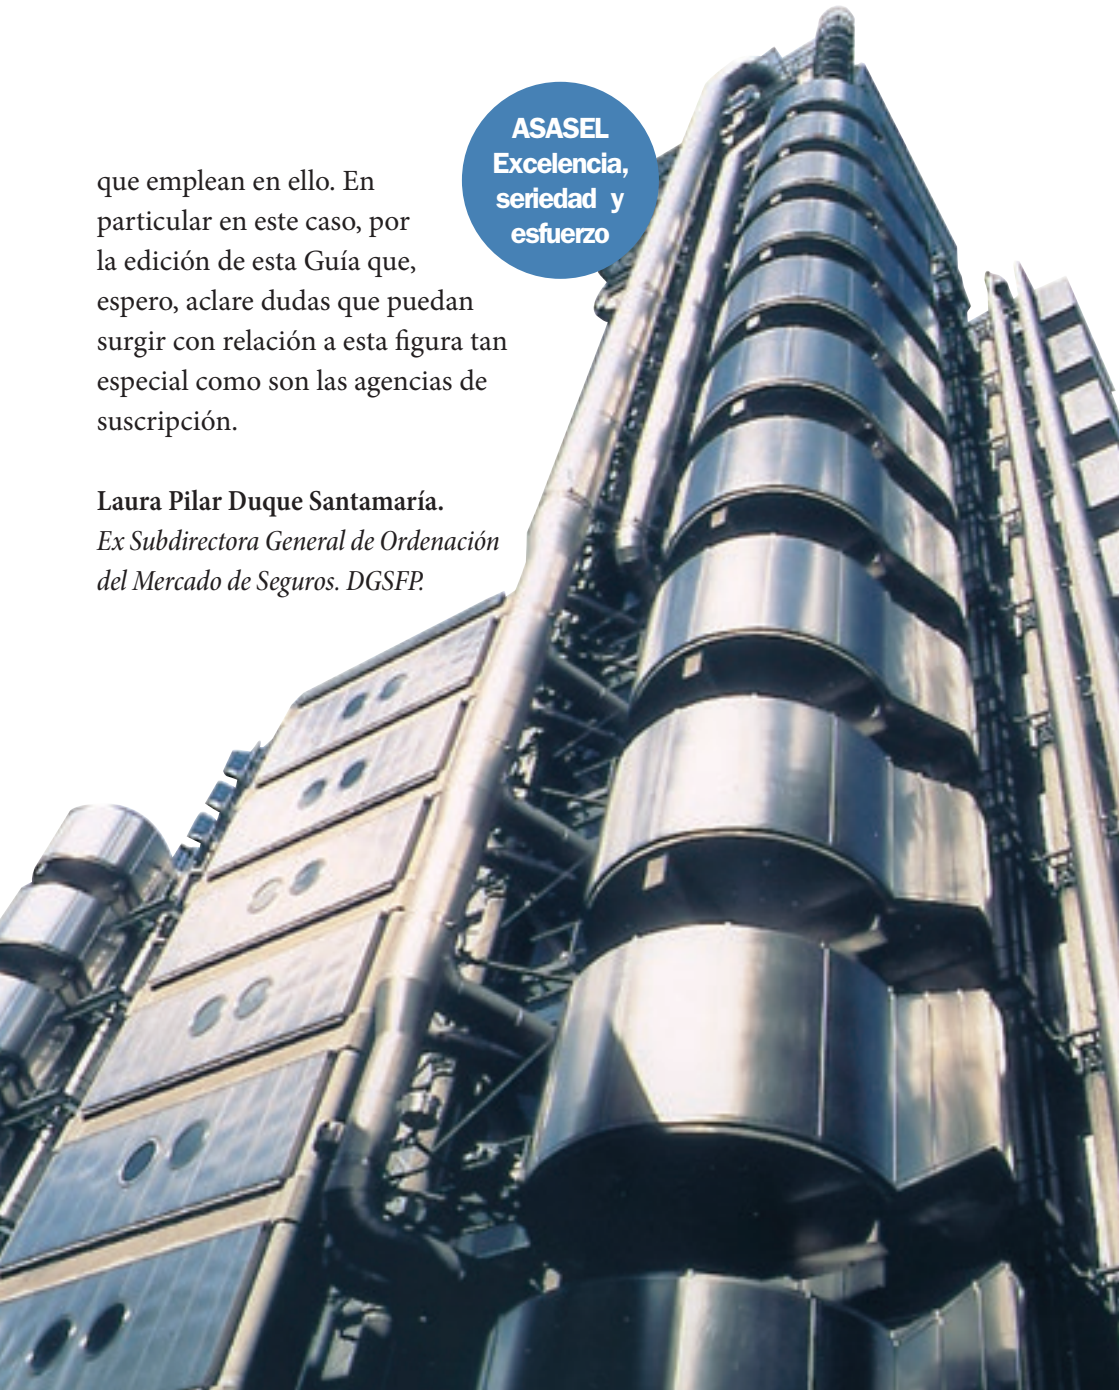 ASASEL
Excelencia,
seriedad y
esfuerzo
que emplean en ello. En
particular en este caso, por
la edición de esta Guía que,
espero, aclare dudas que puedan
surgir con relación a esta figura tan
especial como son las agencias de
suscripción.
Laura Pilar Duque Santamaría.
Ex Subdirectora General de Ordenación
del Mercado de Seguros. DGSFP.